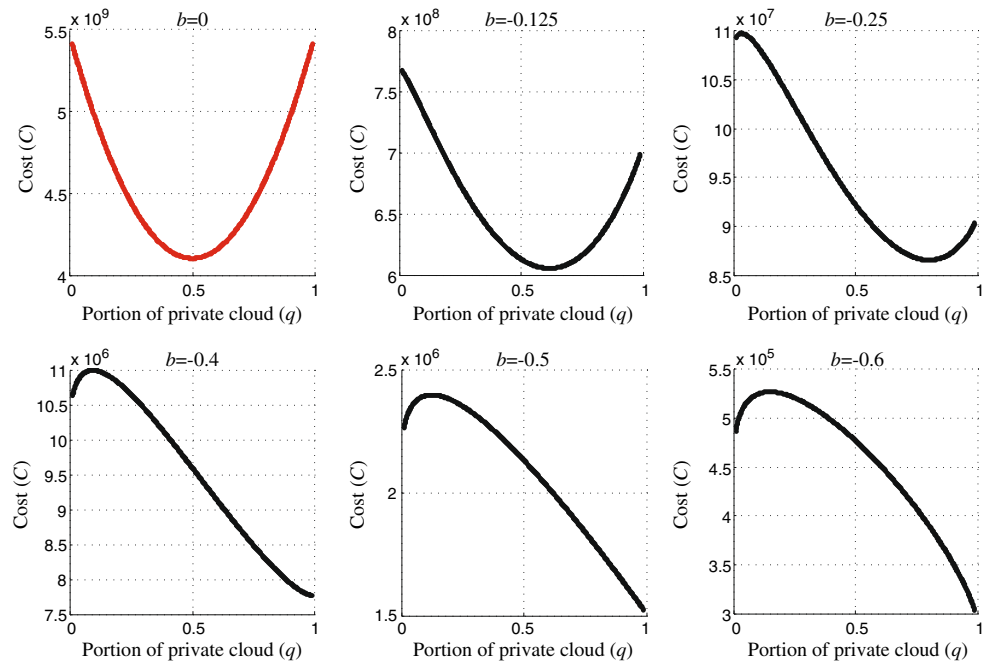 x 10^9
b=0
5.5
5
4.5
4
0
0.5
1
Cost (C)
Portion of private cloud (q)
x 10^8
b=-0.125
8
7.5
7
6.5
6
0
0.5
1
Cost (C)
Portion of private cloud (q)
x 10^7
b=-0.25
11
10.5
10
9.5
9
8.5
0
0.5
1
Cost (C)
Portion of private cloud (q)
x 10^6
b=-0.4
11
10.5
10
9.5
9
8.5
8
7.5
0
0.5
1
Cost (C)
Portion of private cloud (q)
x 10^6
b=-0.5
2.5
2
1.5
0
0.5
1
Cost (C)
Portion of private cloud (q)
x 10^5
b=-0.6
5.5
5
4.5
4
3.5
3
0
0.5
1
Cost (C)
Portion of private cloud (q)